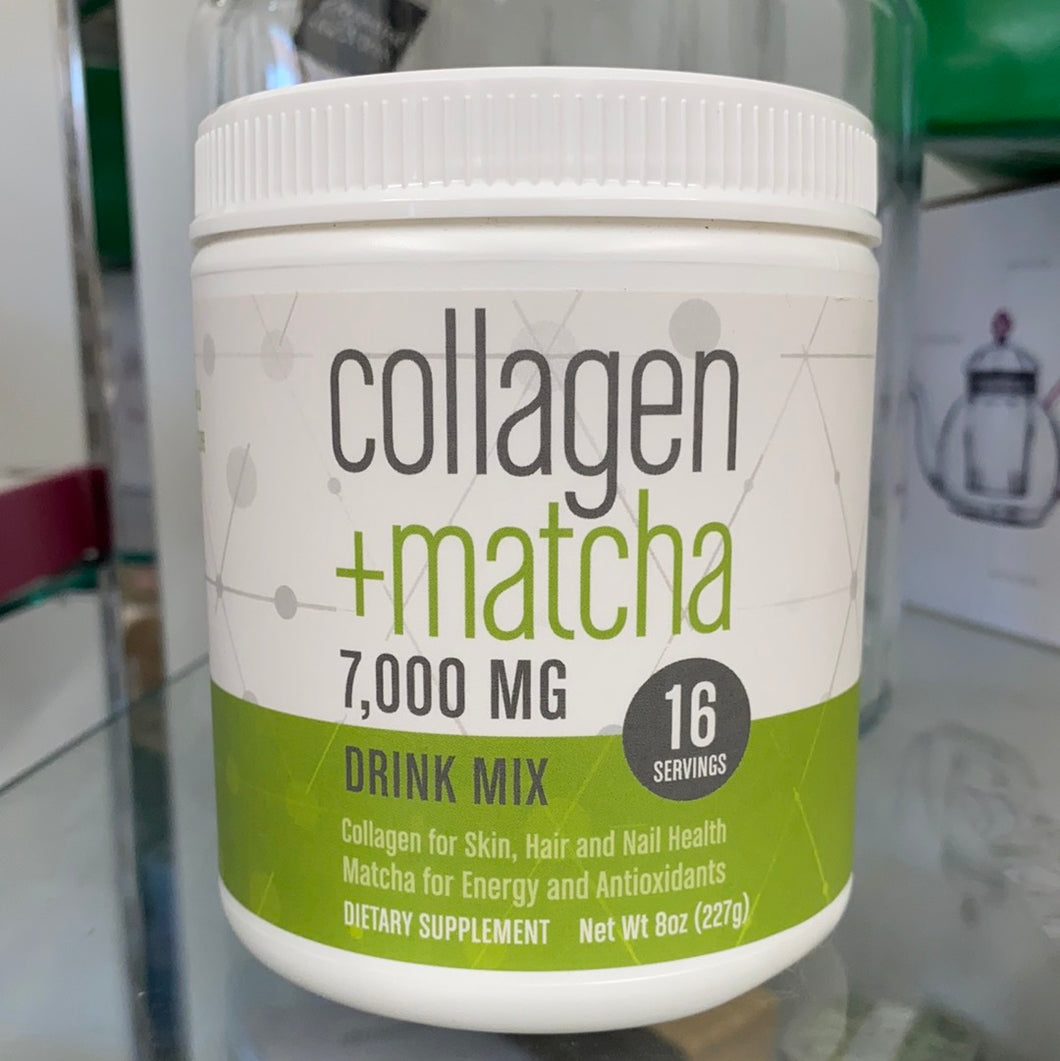 collagen
+matcha
7,000 MG
16
SERVINGS
DRINK MIX
Collagen for Skin, Hair and Nail Health
Matcha for Energy and Antioxidants
DIETARY SUPPLEMENT Net Wt 8oz (227g)